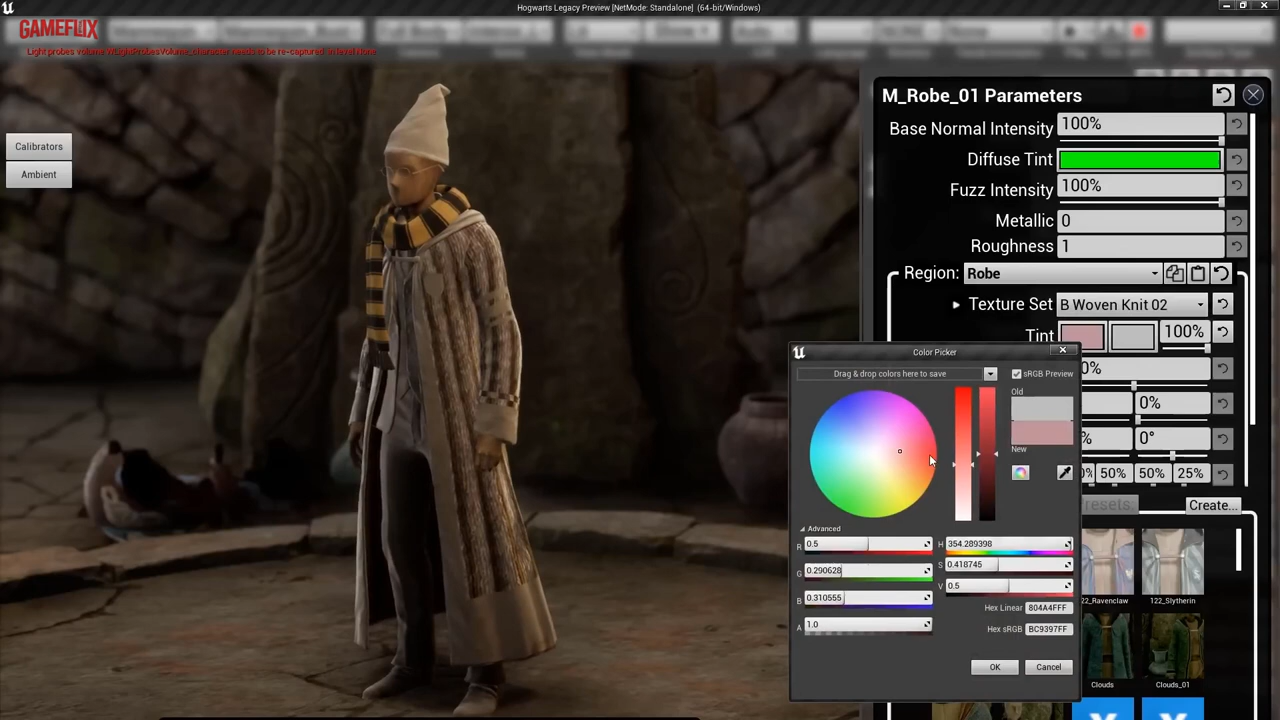 Hogwarts Legacy Preview [NetMode: Standalone] (64-bit/Windows)
GAMEFLIX
Calibrators
Ambient
M_Robe_01 Parameters
Base Normal Intensity 100%
Diffuse Tint
Fuzz Intensity 100%
Metallic 0
Roughness 1
Region: Robe
Texture Set B Woven Knit 02
Tint 100%
Color Picker
Drag & drop colors here to save
sRGB Preview
Old
New
Advanced
R 0.5
G 0.290628
B 0.310555
A 1.0
H 354.289398
S 0.418745
V 0.5
Hex Linear 804A4FFF
Hex sRGB BC9397FF
OK
Cancel
0%
0%
0°
50% 50% 25%
Create...
22_Ravenclaw
122_Slytherin
Clouds
Clouds_01